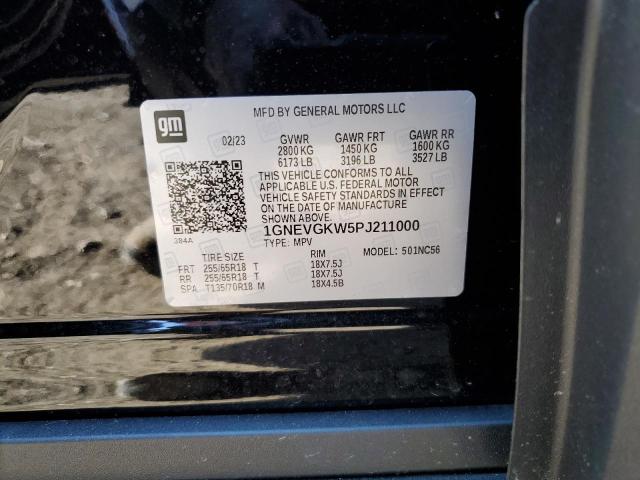 MFD BY GENERAL MOTORS LLC
gm
02/23 GVWR GAWR FRT GAWR RR
2800 KG 1450 KG 1600 KG
6173 LB 3196 LB 3527 LB
THIS VEHICLE CONFORMS TO ALL
APPLICABLE U.S. FEDERAL MOTOR
VEHICLE SAFETY STANDARDS IN EFFECT
ON THE DATE OF MANUFACTURE
SHOWN ABOVE.
384A 1GNEVGKW5PJ211000
TYPE: MPV MODEL: 501NC56
TIRE SIZE RIM
FRT 255/65R18 T 18X7.5J
RR 255/65R18 T 18X7.5J
SPA T135/70R18 M 18X4.5B